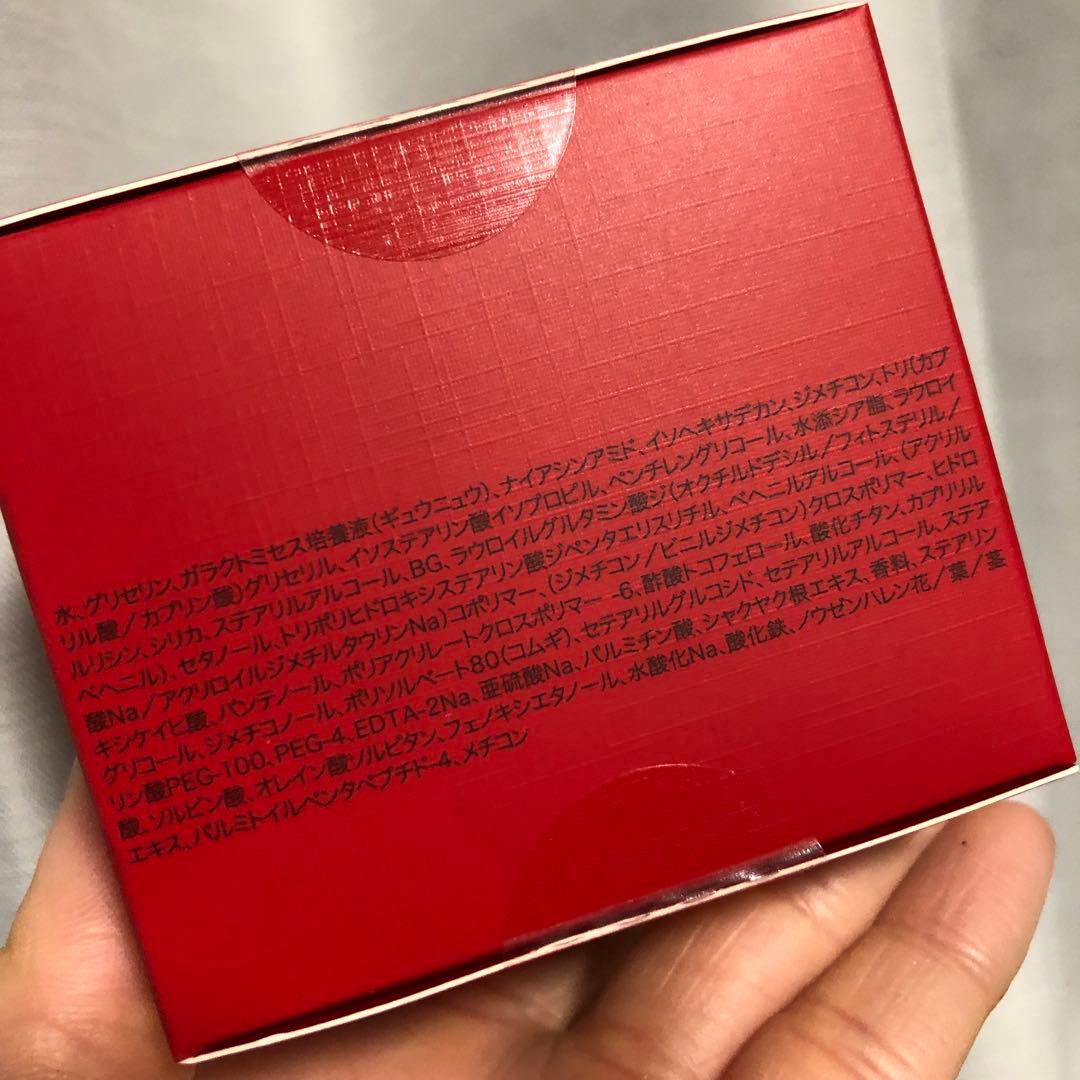 水、グリセリン、ガラクトミセス培養液(ギュウニュウ)、ナイアシンアミド、イソヘキサデカン、ジメチコン、トリ(カプ
リル酸/カプリン酸)グリセリル、イソステアリン酸イソプロピル、ペンチレングリコール、水添シア脂、ラウロイ
ルリシン、シリカ、ステアリルアルコール、BG、ラウロイルグルタミン酸ジ(オクチルドデシル/フィトステリル/
ベヘニル)、セタノール、トリポリヒドロキシステアリン酸ジペンタエリスリチル、ベヘニルアルコール、(アクリル
酸Na/アクリロイルジメチルタウリンNa)コポリマー、(ジメチコン/ビニルジメチコン)クロスポリマー、ヒドロ
キシケイヒ酸、パンテノール、ポリアクリレートクロスポリマー -6、酢酸トコフェロール、酸化チタン、カプリリル
グリコール、ジメチコノール、ポリソルベート80(コムギ)、セテアリルグルコシド、セテアリルアルコール、ステア
リン酸PEG-100、PEG-4、EDTA-2Na、亜硫酸Na、パルミチン酸、シャクヤク根エキス、香料、ステアリン
酸、ソルビン酸、オレイン酸ソルビタン、フェノキシエタノール、水酸化Na、酸化鉄、ノウゼンハレン花/葉/茎
エキス、パルミトイルペンタペプチド-4、メチコン